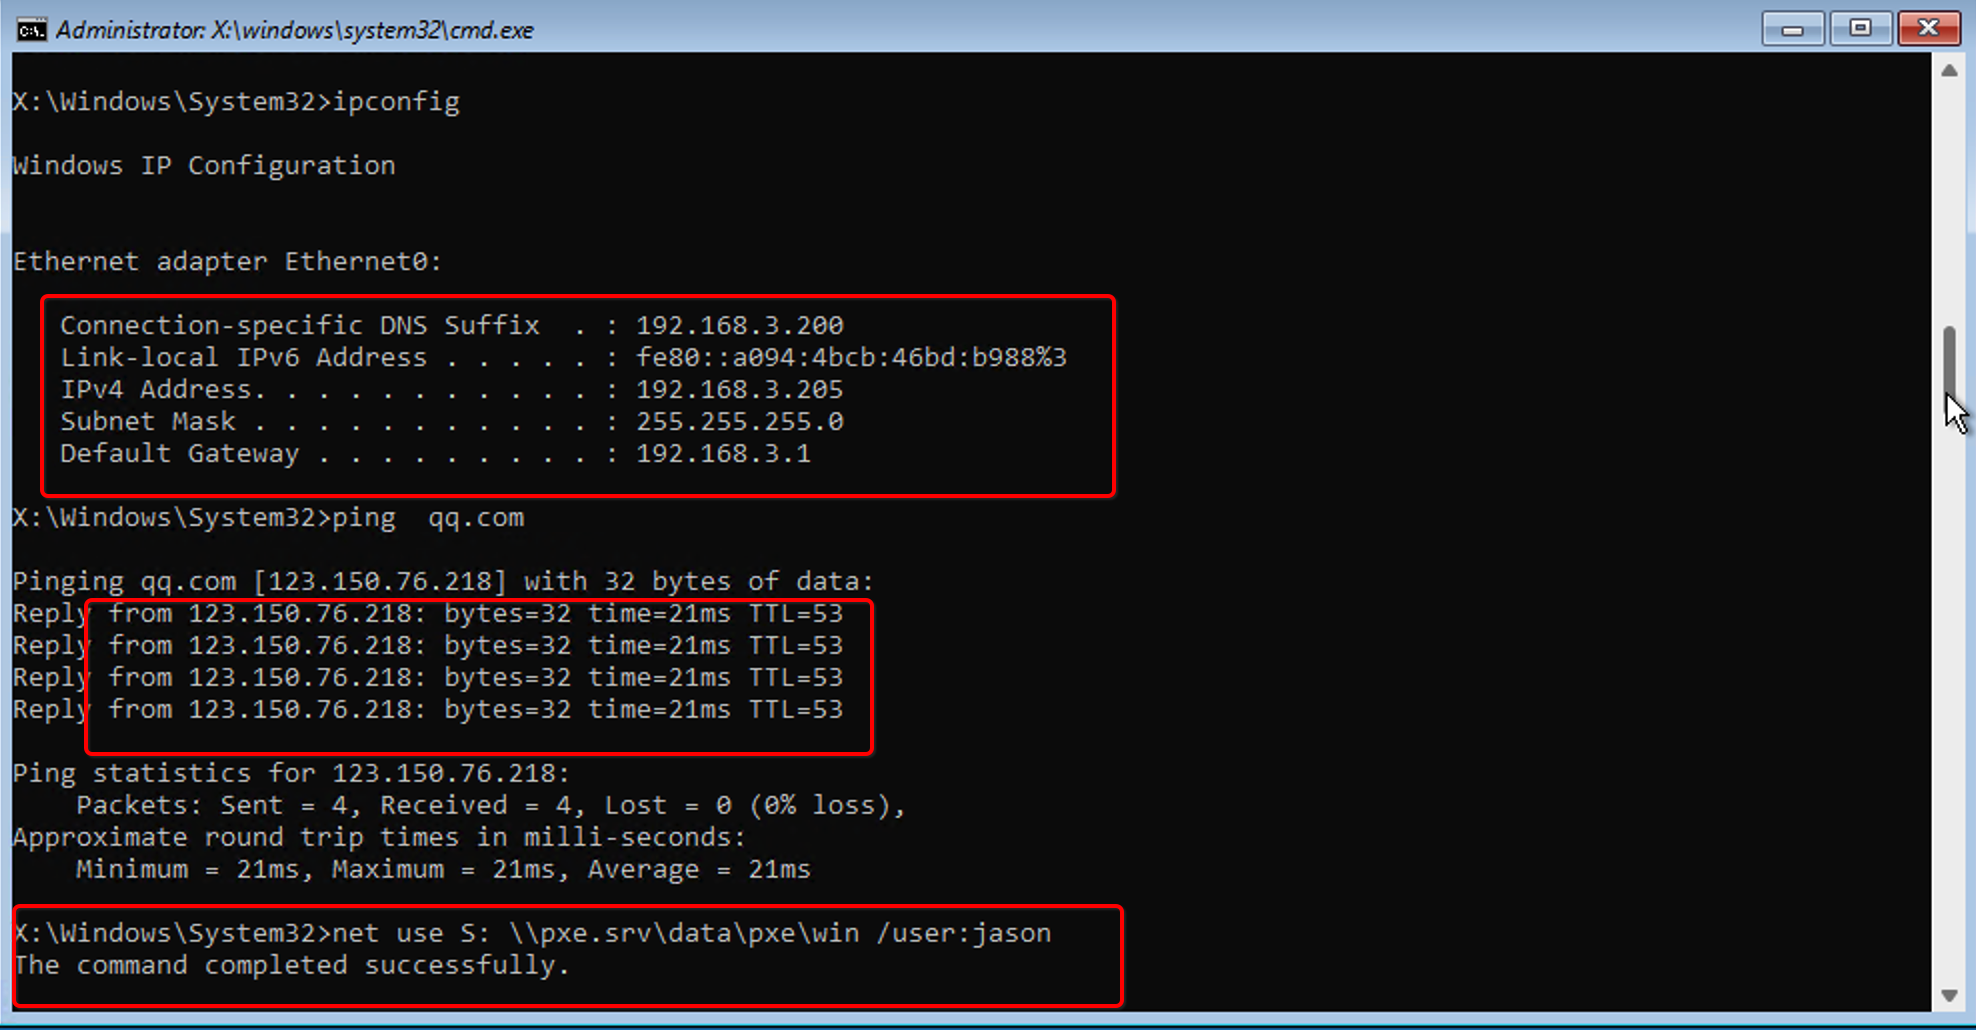 Administrator: X:\windows\system32\cmd.exe
X:\Windows\System32>ipconfig
Windows IP Configuration
Ethernet adapter Ethernet0:
   Connection-specific DNS Suffix  . : 192.168.3.200
   Link-local IPv6 Address . . . . . : fe80::a094:4bcb:46bd:b988%3
   IPv4 Address. . . . . . . . . . . : 192.168.3.205
   Subnet Mask . . . . . . . . . . . : 255.255.255.0
   Default Gateway . . . . . . . . . : 192.168.3.1
X:\Windows\System32>ping  qq.com
Pinging qq.com [123.150.76.218] with 32 bytes of data:
Reply from 123.150.76.218: bytes=32 time=21ms TTL=53
Reply from 123.150.76.218: bytes=32 time=21ms TTL=53
Reply from 123.150.76.218: bytes=32 time=21ms TTL=53
Reply from 123.150.76.218: bytes=32 time=21ms TTL=53
Ping statistics for 123.150.76.218:
    Packets: Sent = 4, Received = 4, Lost = 0 (0% loss),
Approximate round trip times in milli-seconds:
    Minimum = 21ms, Maximum = 21ms, Average = 21ms
X:\Windows\System32>net use S: \\pxe.srv\data\pxe\win /user:jason
The command completed successfully.